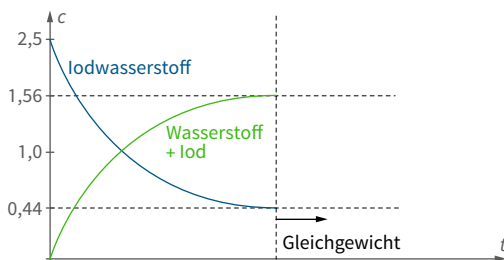 c
2,5
Iodwasserstoff
1,56
Wasserstoff
+ Iod
1,0
0,44
Gleichgewicht
t